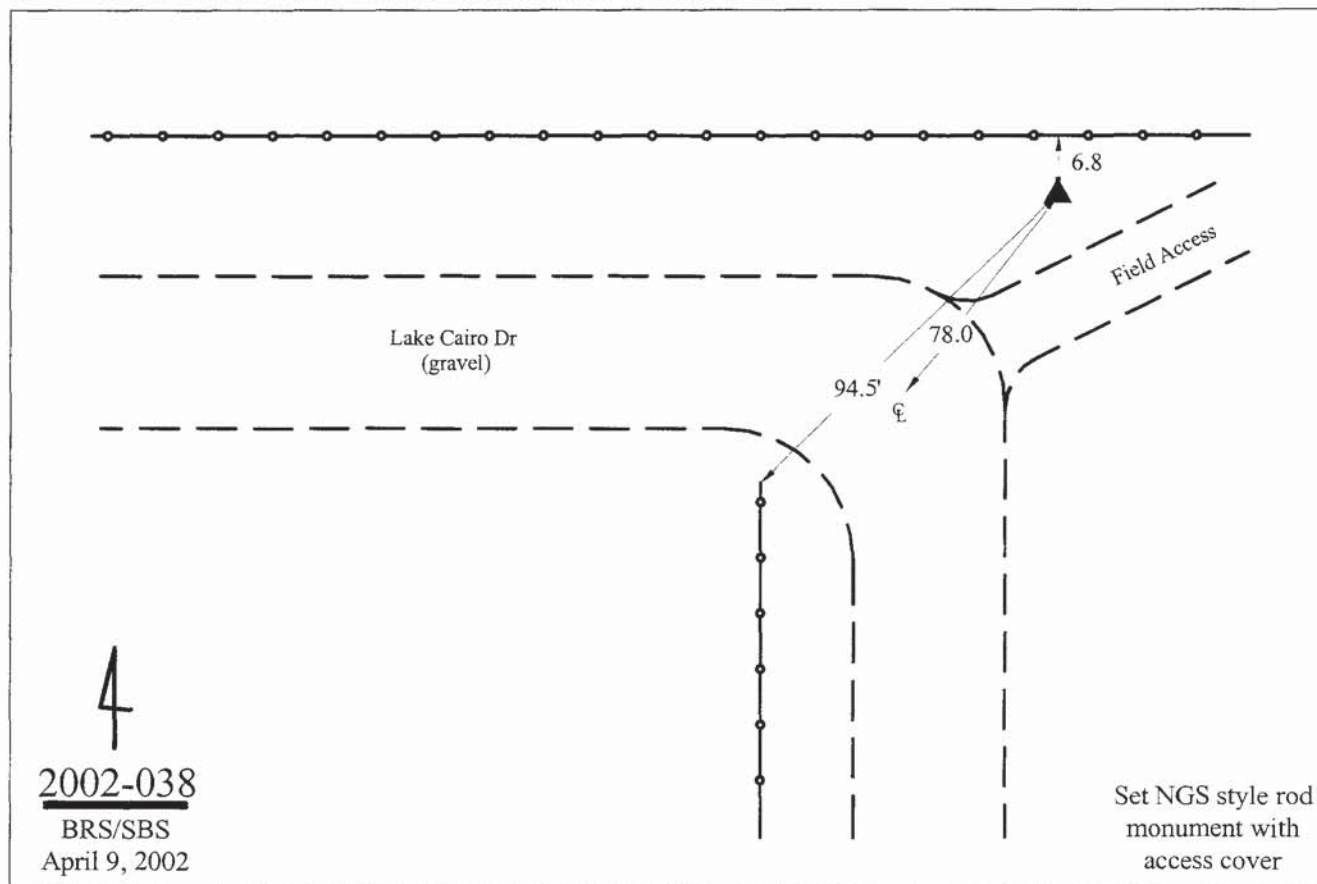 6.8
Field Access
Lake Cairo Dr
(gravel)
78.0
94.5'
℄
2002-038
BRS/SBS
April 9, 2002
Set NGS style rod
monument with
access cover